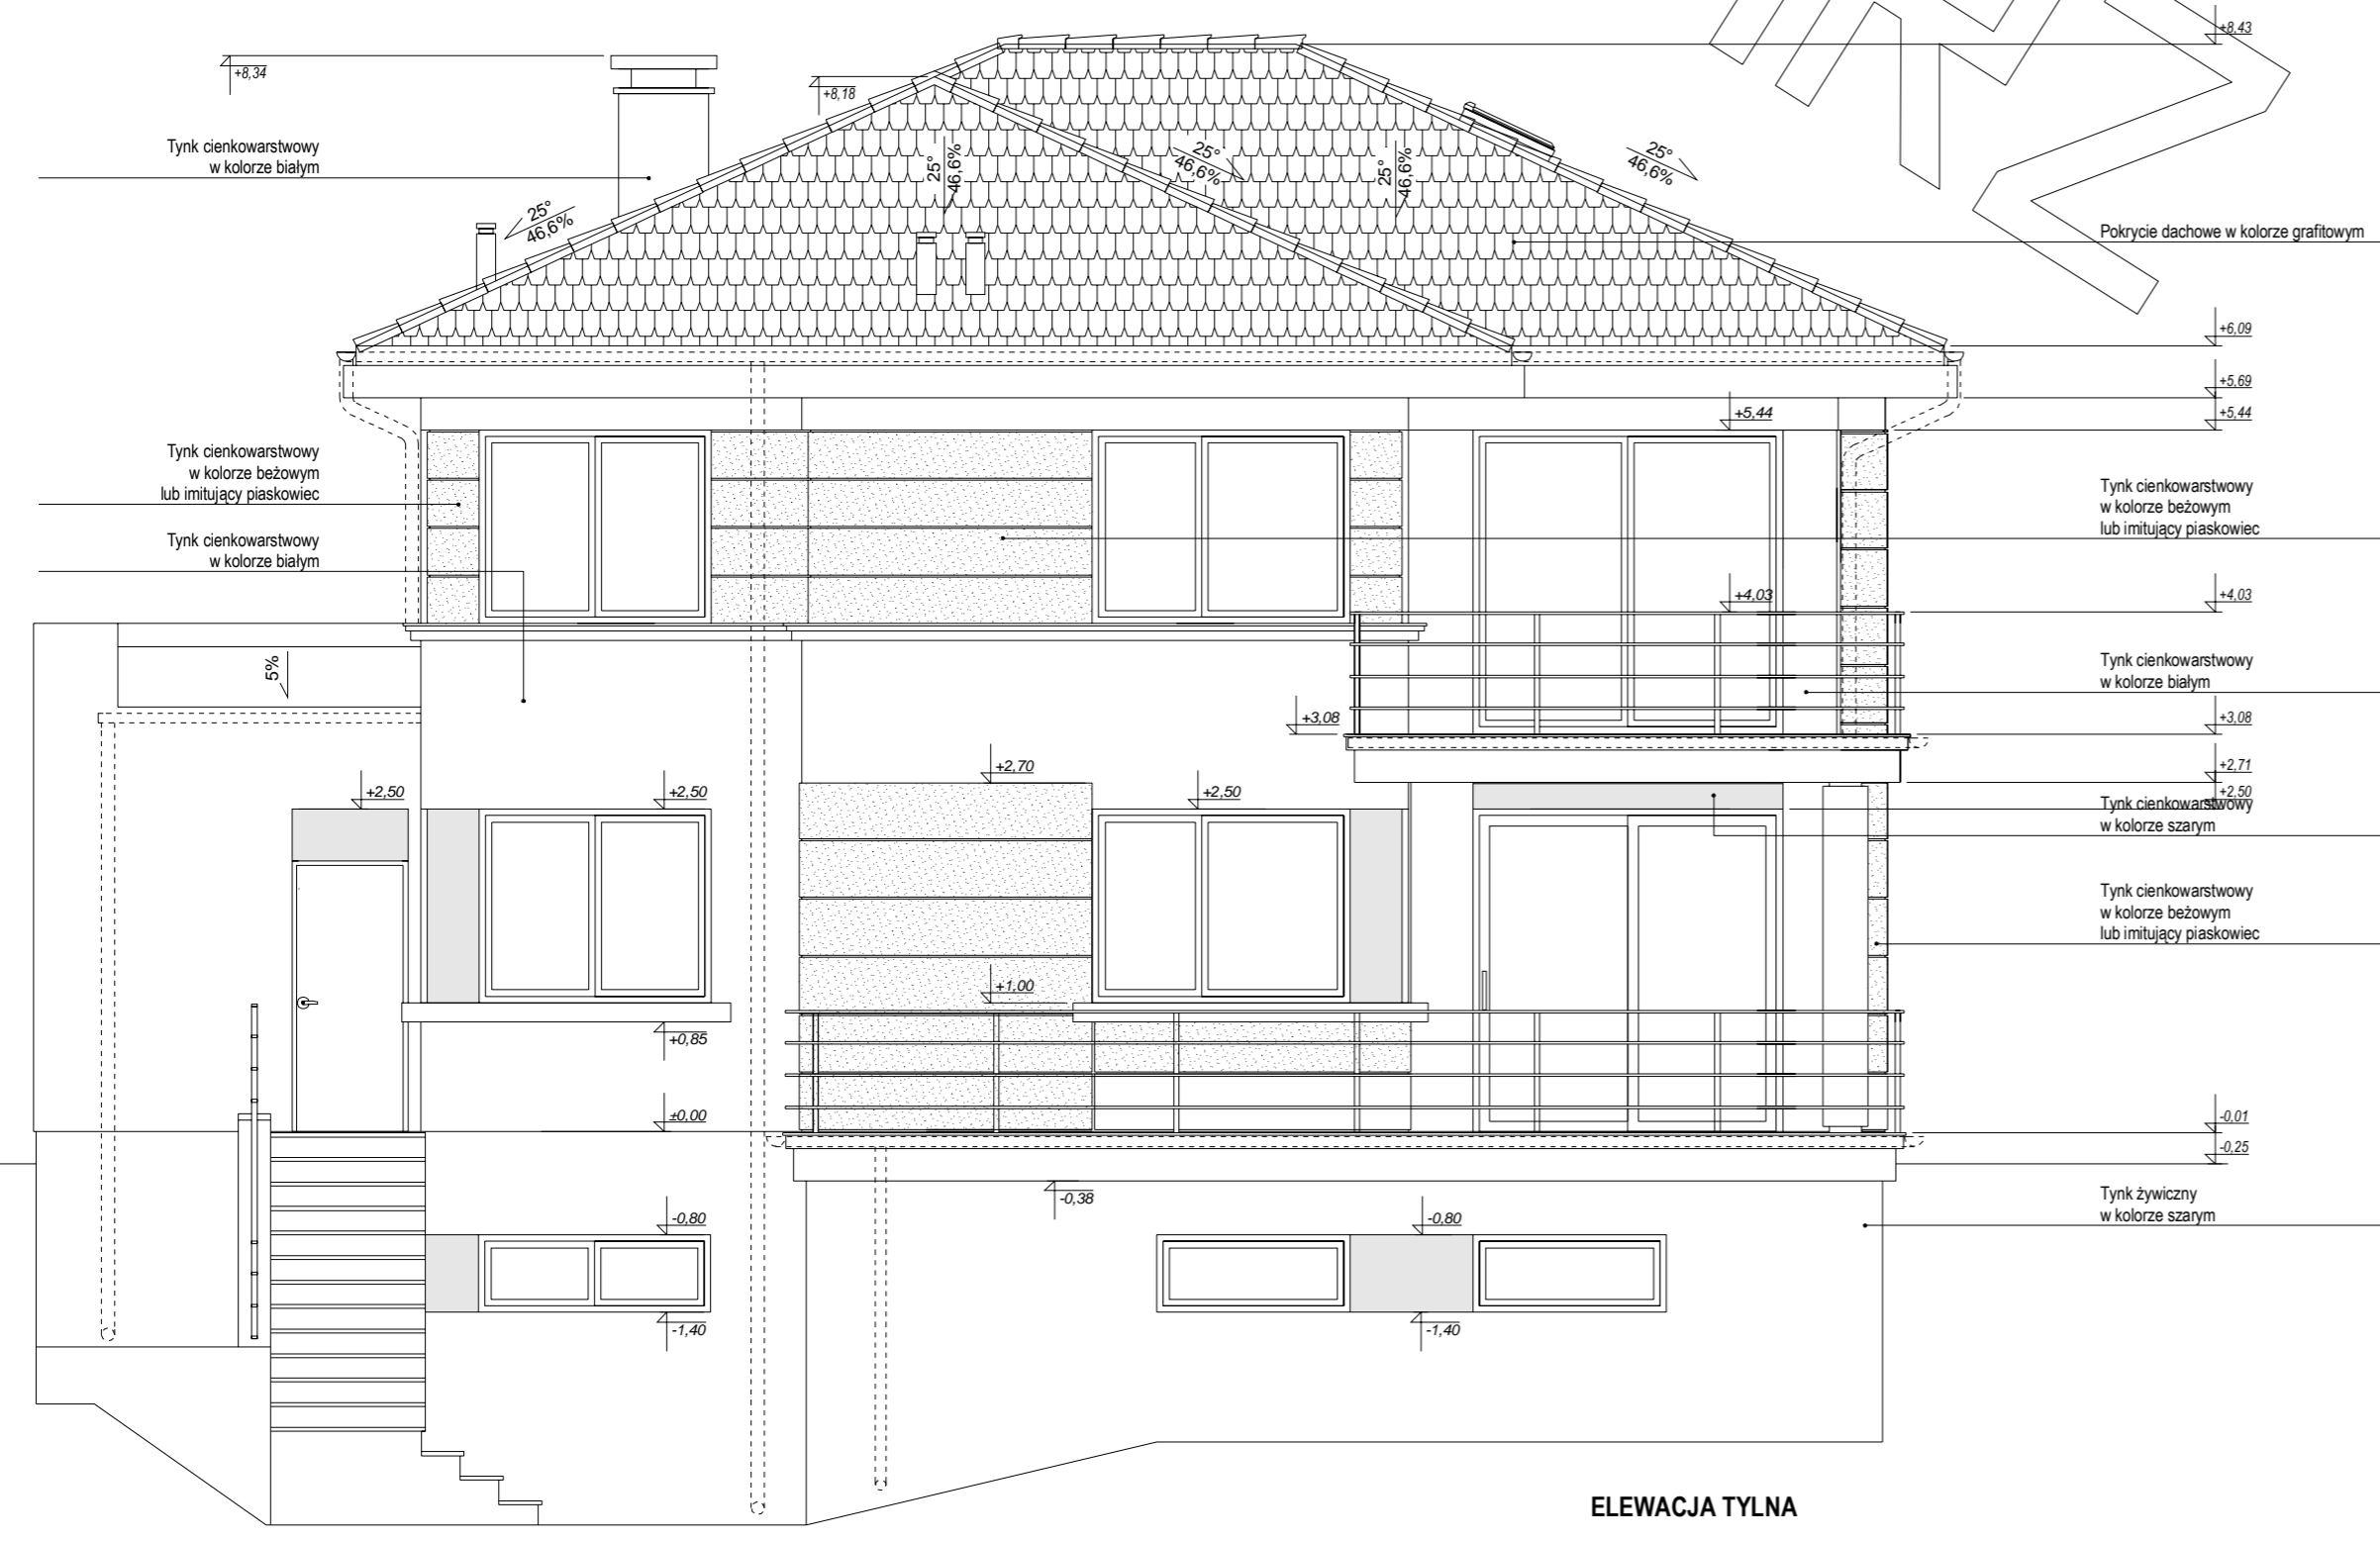 +8,43
+8,34
+8,18
Tynk cienkowarstwowy
w kolorze białym
25°
46,6%
25°
46,6%
25°
46,6%
25°
46,6%
25°
46,6%
Pokrycie dachowe w kolorze grafitowym
+6,09
+5,69
+5,44
+5,44
Tynk cienkowarstwowy
w kolorze beżowym
lub imitujący piaskowiec
Tynk cienkowarstwowy
w kolorze beżowym
lub imitujący piaskowiec
Tynk cienkowarstwowy
w kolorze białym
+4,03
+4,03
5%
Tynk cienkowarstwowy
w kolorze białym
+3,08
+3,08
+2,70
+2,71
+2,50
+2,50
+2,50
+2,50
Tynk cienkowarstwowy
w kolorze szarym
Tynk cienkowarstwowy
w kolorze beżowym
lub imitujący piaskowiec
+1,00
+0,85
±0,00
-0,01
-0,25
-0,38
Tynk żywiczny
w kolorze szarym
-0,80
-0,80
-1,40
-1,40
ELEWACJA TYLNA